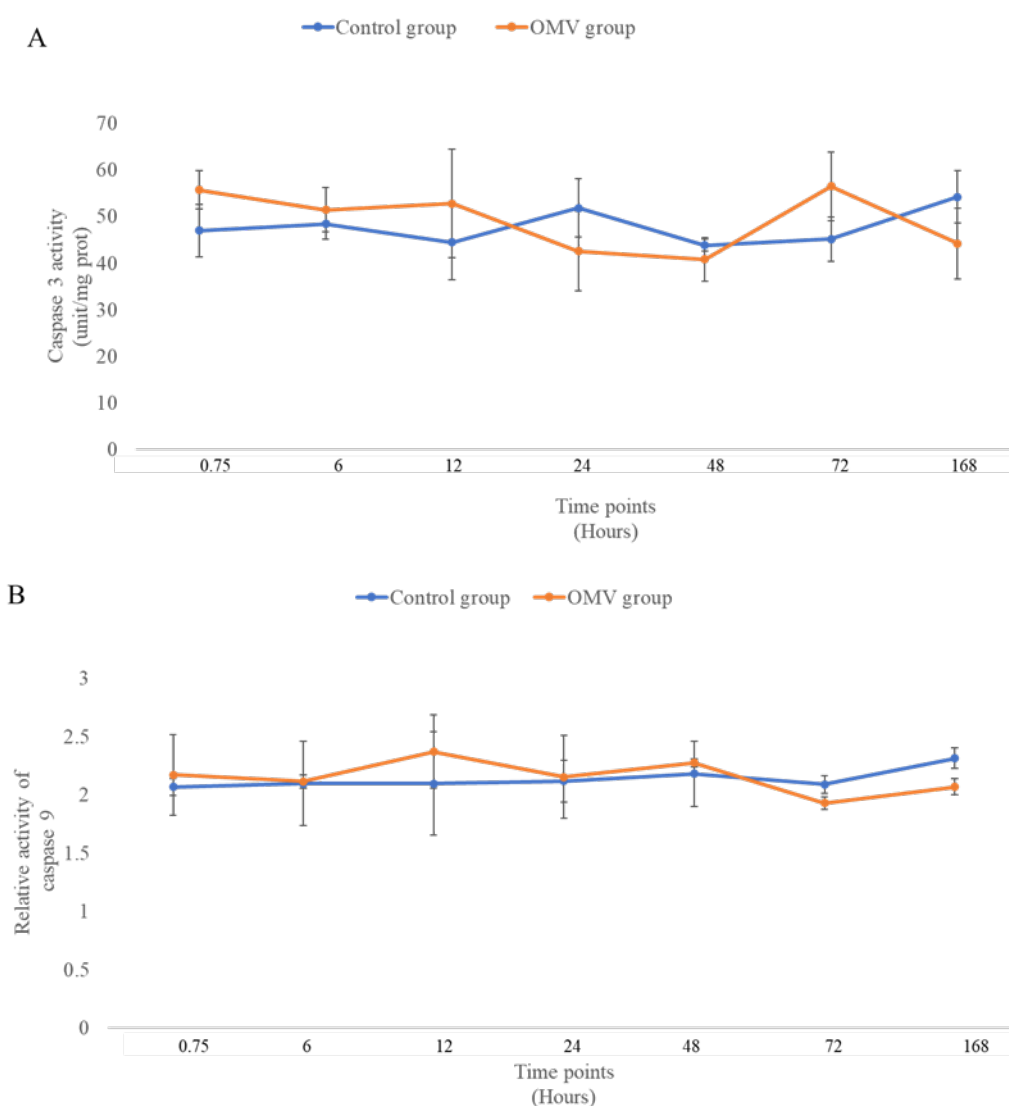 A
Control group OMV group
70
60
50
40
30
20
10
0
Caspase 3 activity
(unit/mg prot)
0.75 6 12 24 48 72 168
Time points
(Hours)
B
Control group OMV group
3
2.5
2
1.5
1
0.5
0
Relative activity of
caspase 9
0.75 6 12 24 48 72 168
Time points
(Hours)